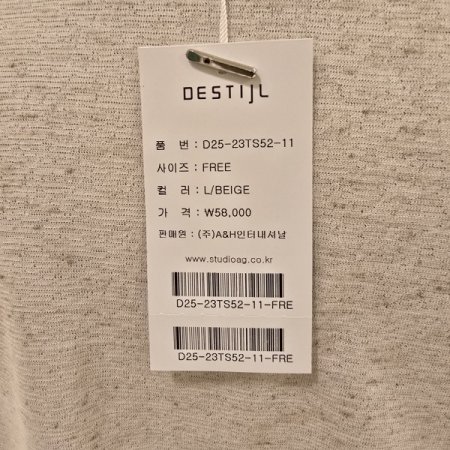 DESTIJL
품 번 : D25-23TS52-11
사이즈 : FREE
컬 러 : L/BEIGE
가 격 : ₩58,000
판매원 : (주)A&H인터내셔날
www.studioag.co.kr
D25-23TS52-11-FRE
D25-23TS52-11-FRE